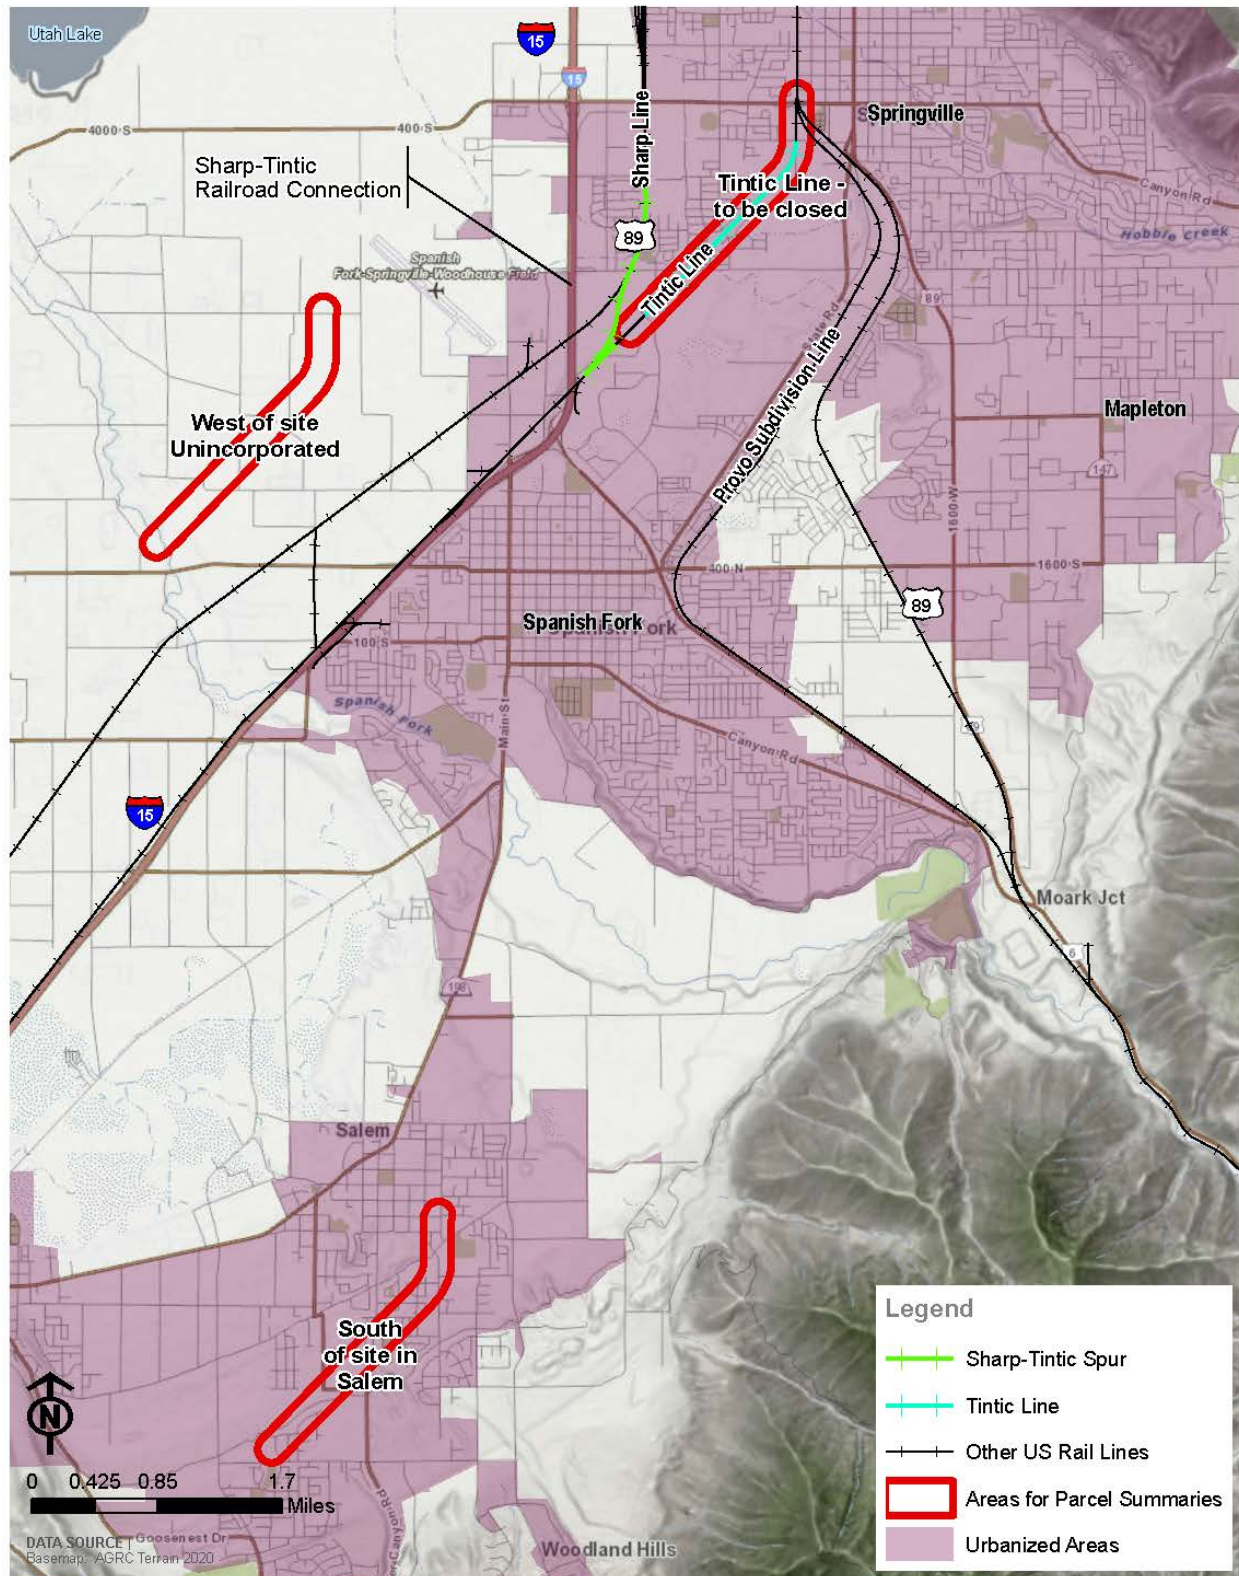 Utah Lake
15
15
4000 S
400 S
Sharp Line
Springville
Sharp-Tintic
Railroad Connection
Tintic Line -
to be closed
Canyon Rd
Hobble Creek
89
Spanish
Fork-Springville-Woodhouse Field
Tintic Line
89
State Rd
Provo Subdivision Line
West of site
Unincorporated
Mapleton
147
1600 W
400 N
1600 S
89
Spanish Fork
Spanish Fork
100 S
Spanish Fork
Main St
Canyon Rd
89
15
Moark Jct
6
198
Salem
South
of site in
Salem
N
0 0.425 0.85 1.7
Miles
DATA SOURCE |
Basemap: AGRC Terrain 2020
Goosenest Dr
Canyon Rd
Woodland Hills
Legend
Sharp-Tintic Spur
Tintic Line
Other US Rail Lines
Areas for Parcel Summaries
Urbanized Areas